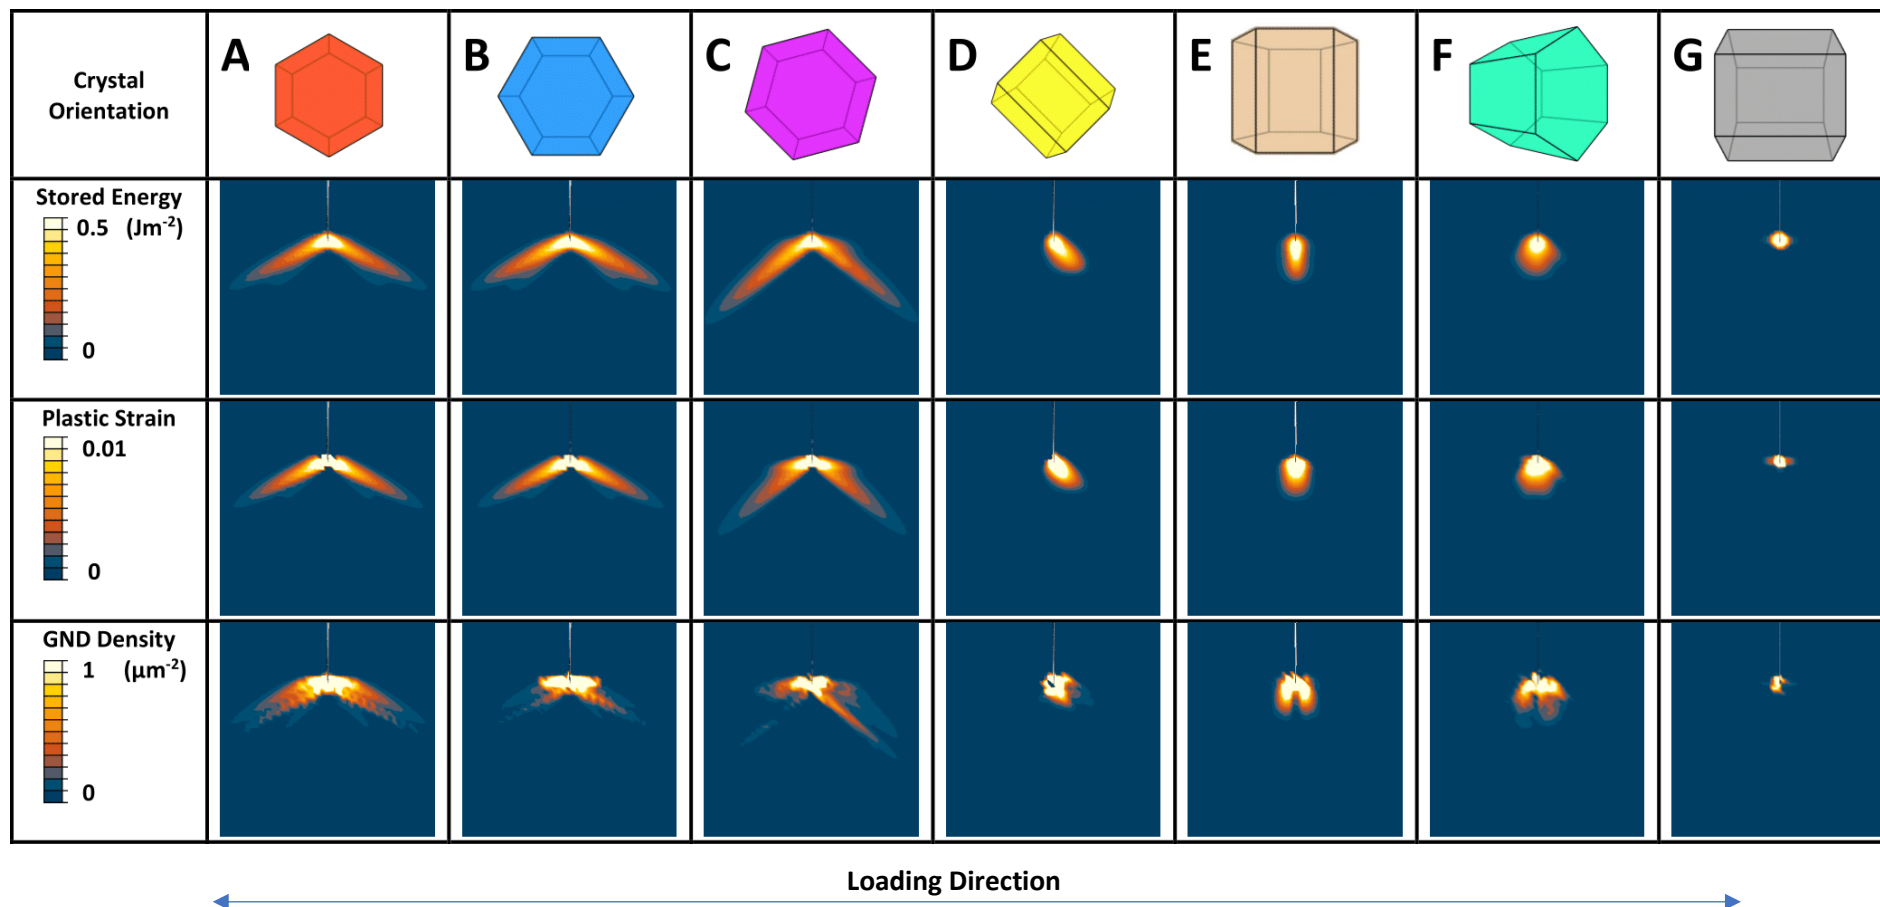 Crystal
Orientation
A
B
C
D
E
F
G
Stored Energy
0.5 (Jm⁻²)
0
Plastic Strain
0.01
0
GND Density
1 (μm⁻²)
0
Loading Direction